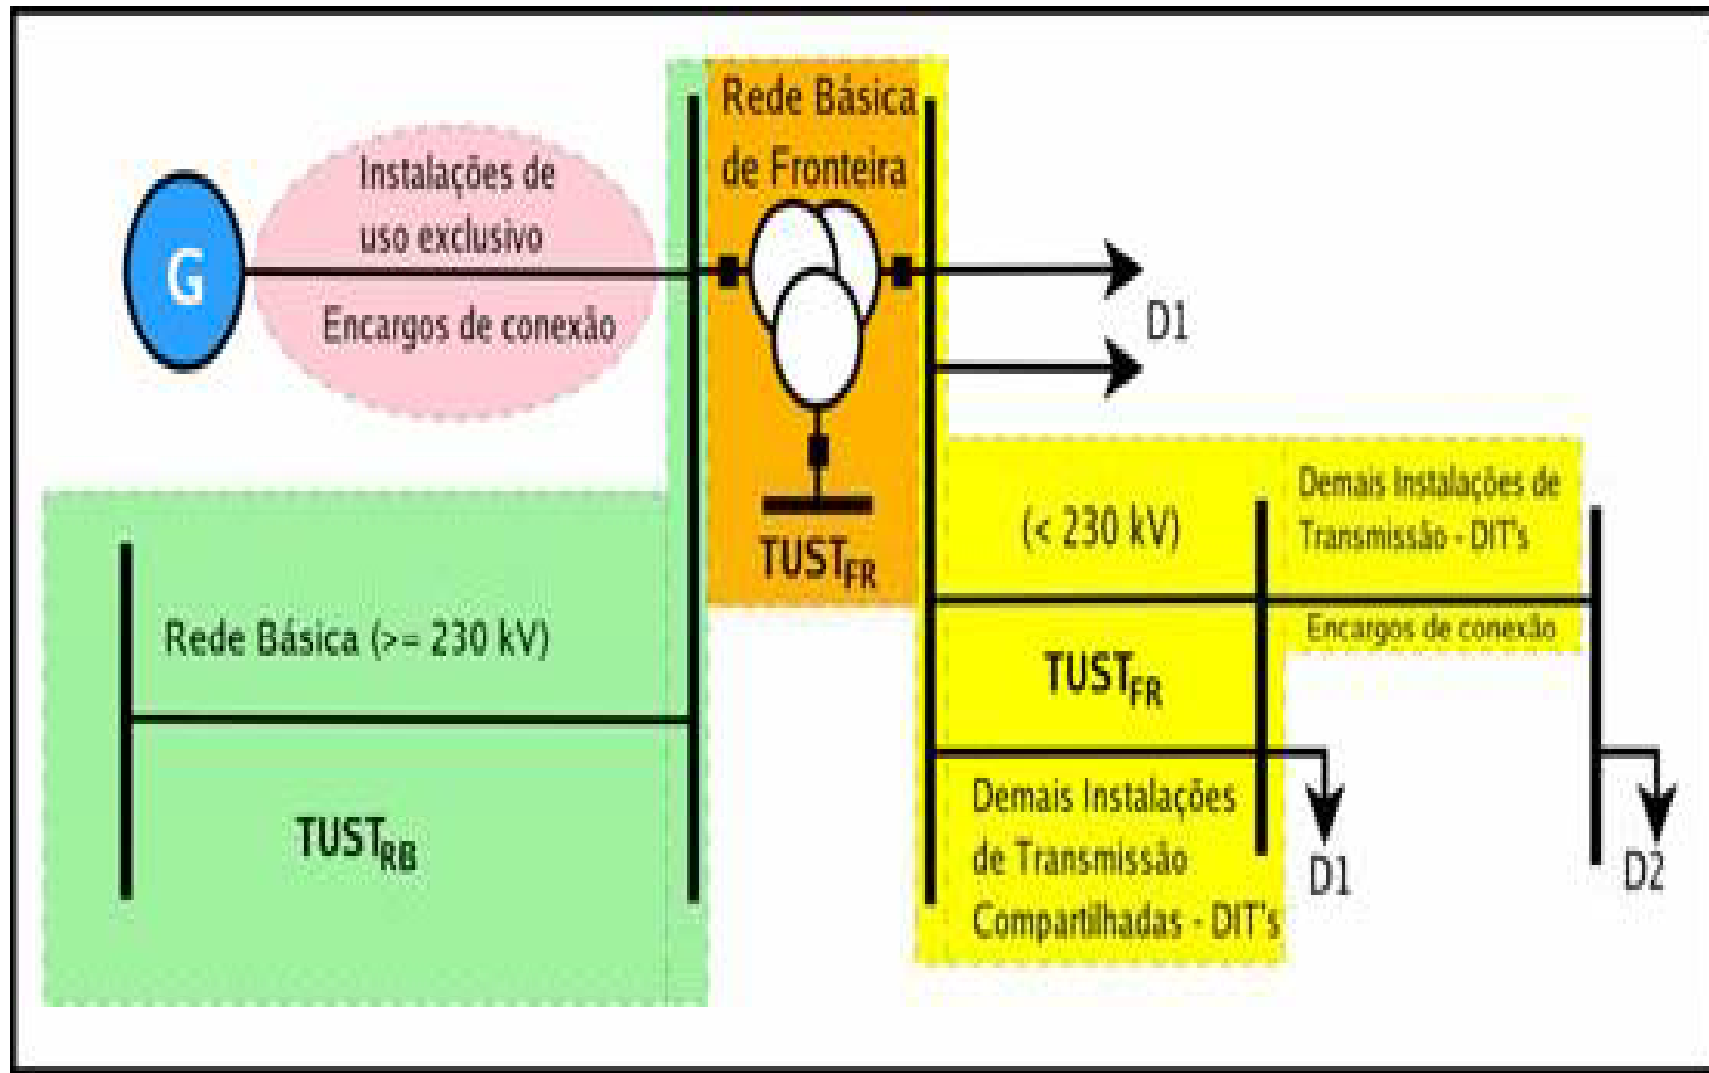 G
Instalações de
uso exclusivo
Encargos de conexão
Rede Básica
de Fronteira
TUST_FR
D1
Rede Básica (>= 230 kV)
TUST_RB
(< 230 kV)
TUST_FR
Demais Instalações
de Transmissão
Compartilhadas - DIT's
Demais Instalações de
Transmissão - DIT's
Encargos de conexão
D1
D2